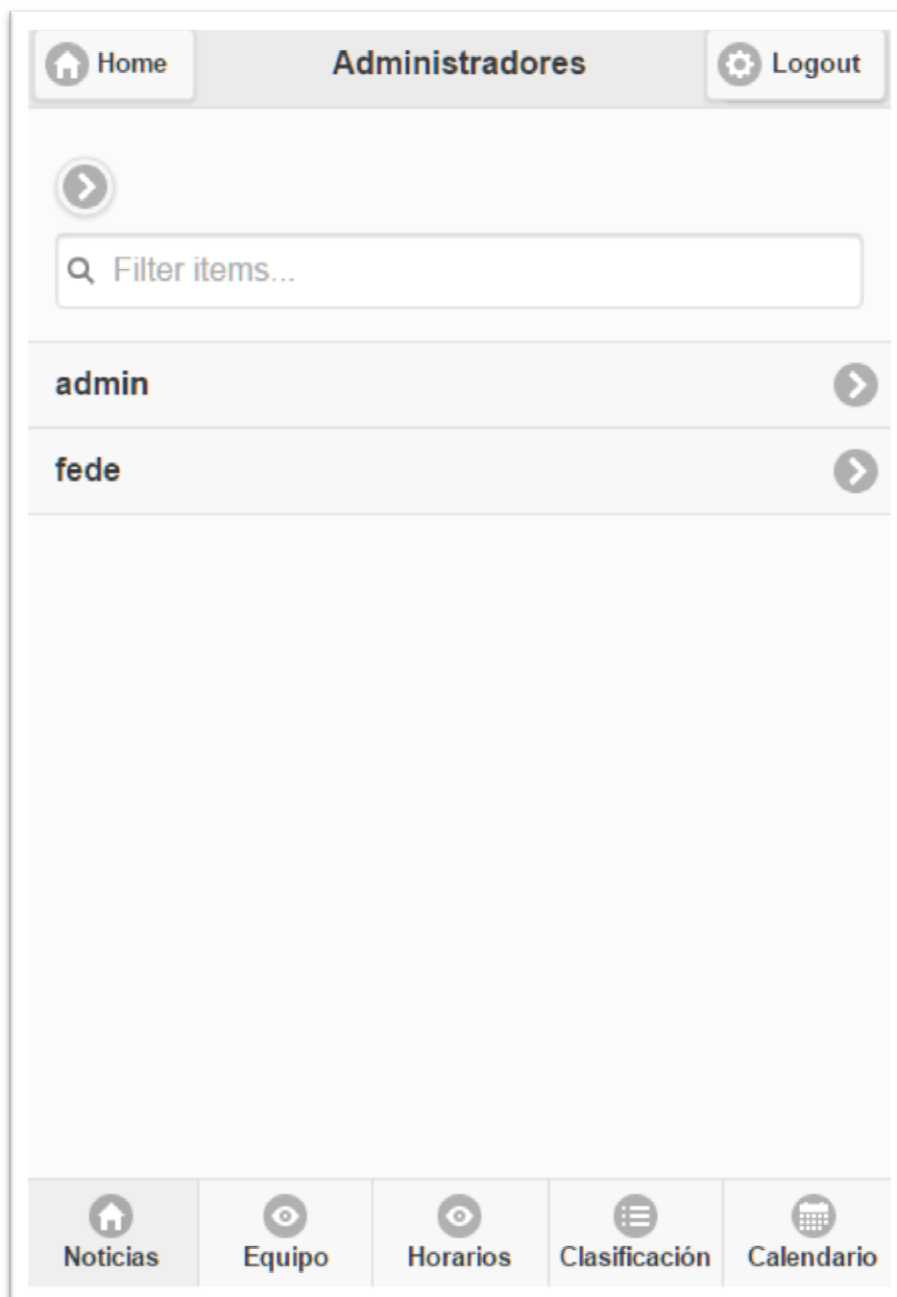 Home Administradores Logout
Filter items...
admin
fede
Noticias Equipo Horarios Clasificación Calendario